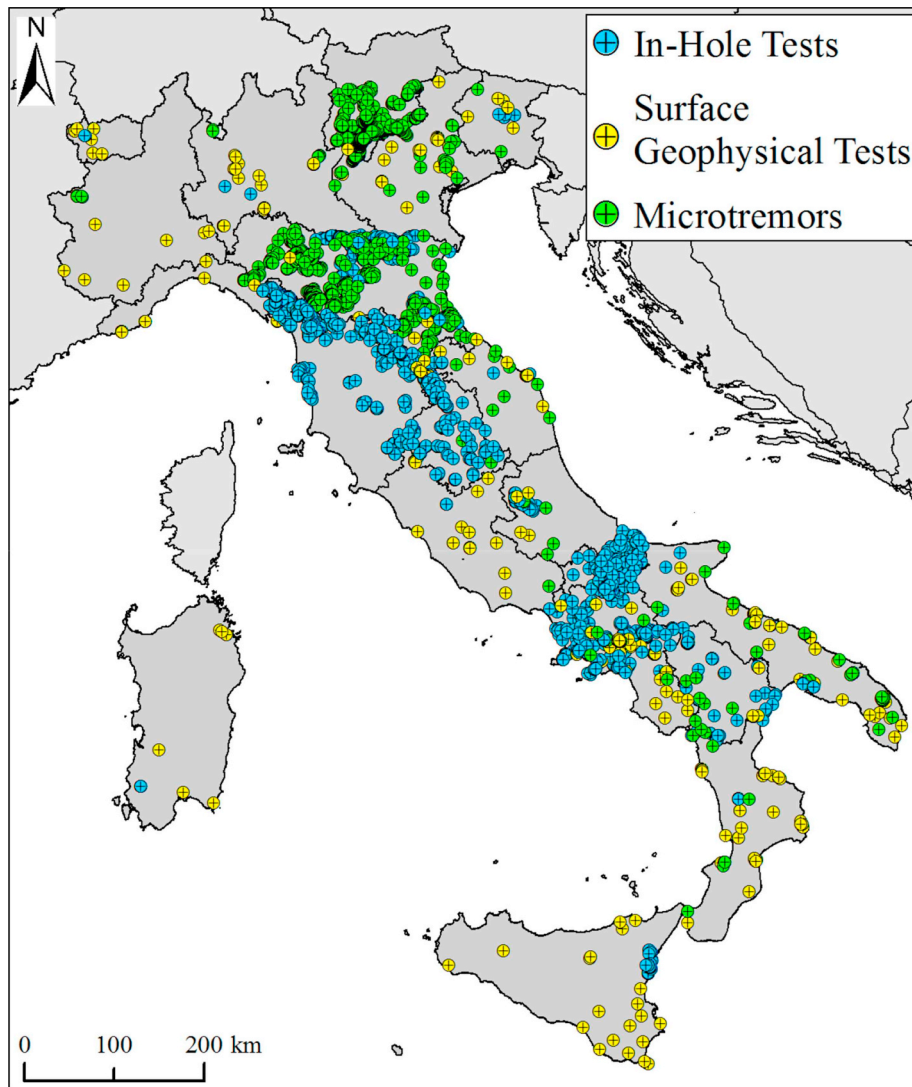 N
In-Hole Tests
Surface
Geophysical Tests
Microtremors
0 100 200 km